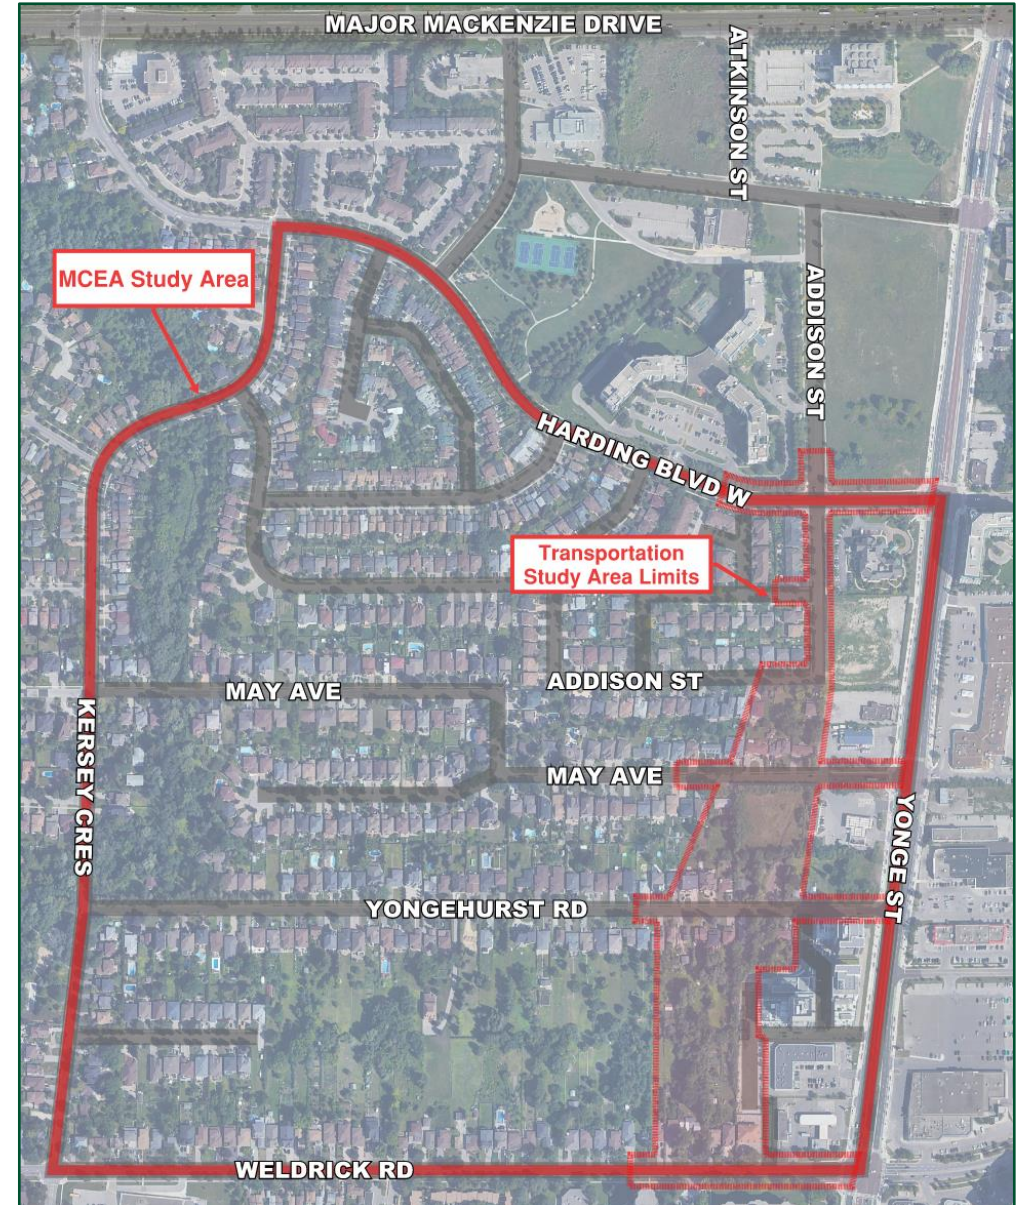 MAJOR MACKENZIE DRIVE
ATKINSON ST
MCEA Study Area
ADDISON ST
HARDING BLVD W
Transportation
Study Area Limits
MAY AVE
ADDISON ST
KERSEY CRES
MAY AVE
YONGE ST
YONGEHURST RD
WELDRICK RD